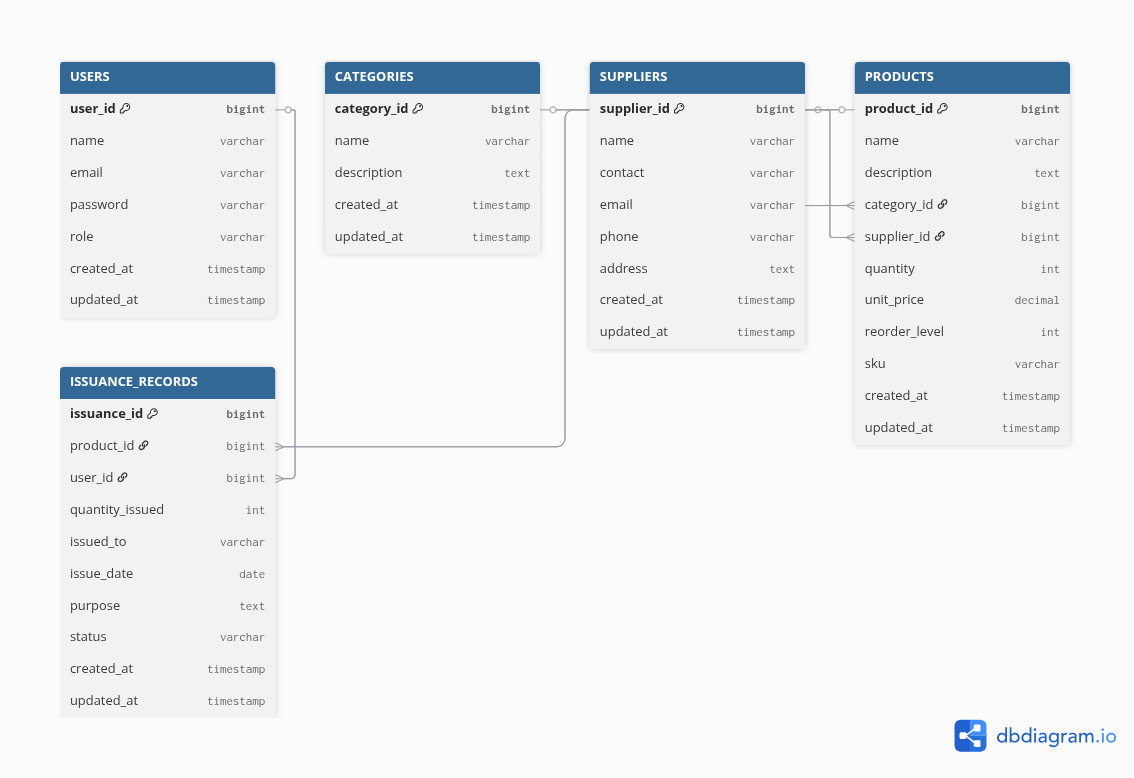 USERS
user_id bigint
name varchar
email varchar
password varchar
role varchar
created_at timestamp
updated_at timestamp
CATEGORIES
category_id bigint
name varchar
description text
created_at timestamp
updated_at timestamp
SUPPLIERS
supplier_id bigint
name varchar
contact varchar
email varchar
phone varchar
address text
created_at timestamp
updated_at timestamp
PRODUCTS
product_id bigint
name varchar
description text
category_id bigint
supplier_id bigint
quantity int
unit_price decimal
reorder_level int
sku varchar
created_at timestamp
updated_at timestamp
ISSUANCE_RECORDS
issuance_id bigint
product_id bigint
user_id bigint
quantity_issued int
issued_to varchar
issue_date date
purpose text
status varchar
created_at timestamp
updated_at timestamp
dbdiagram.io